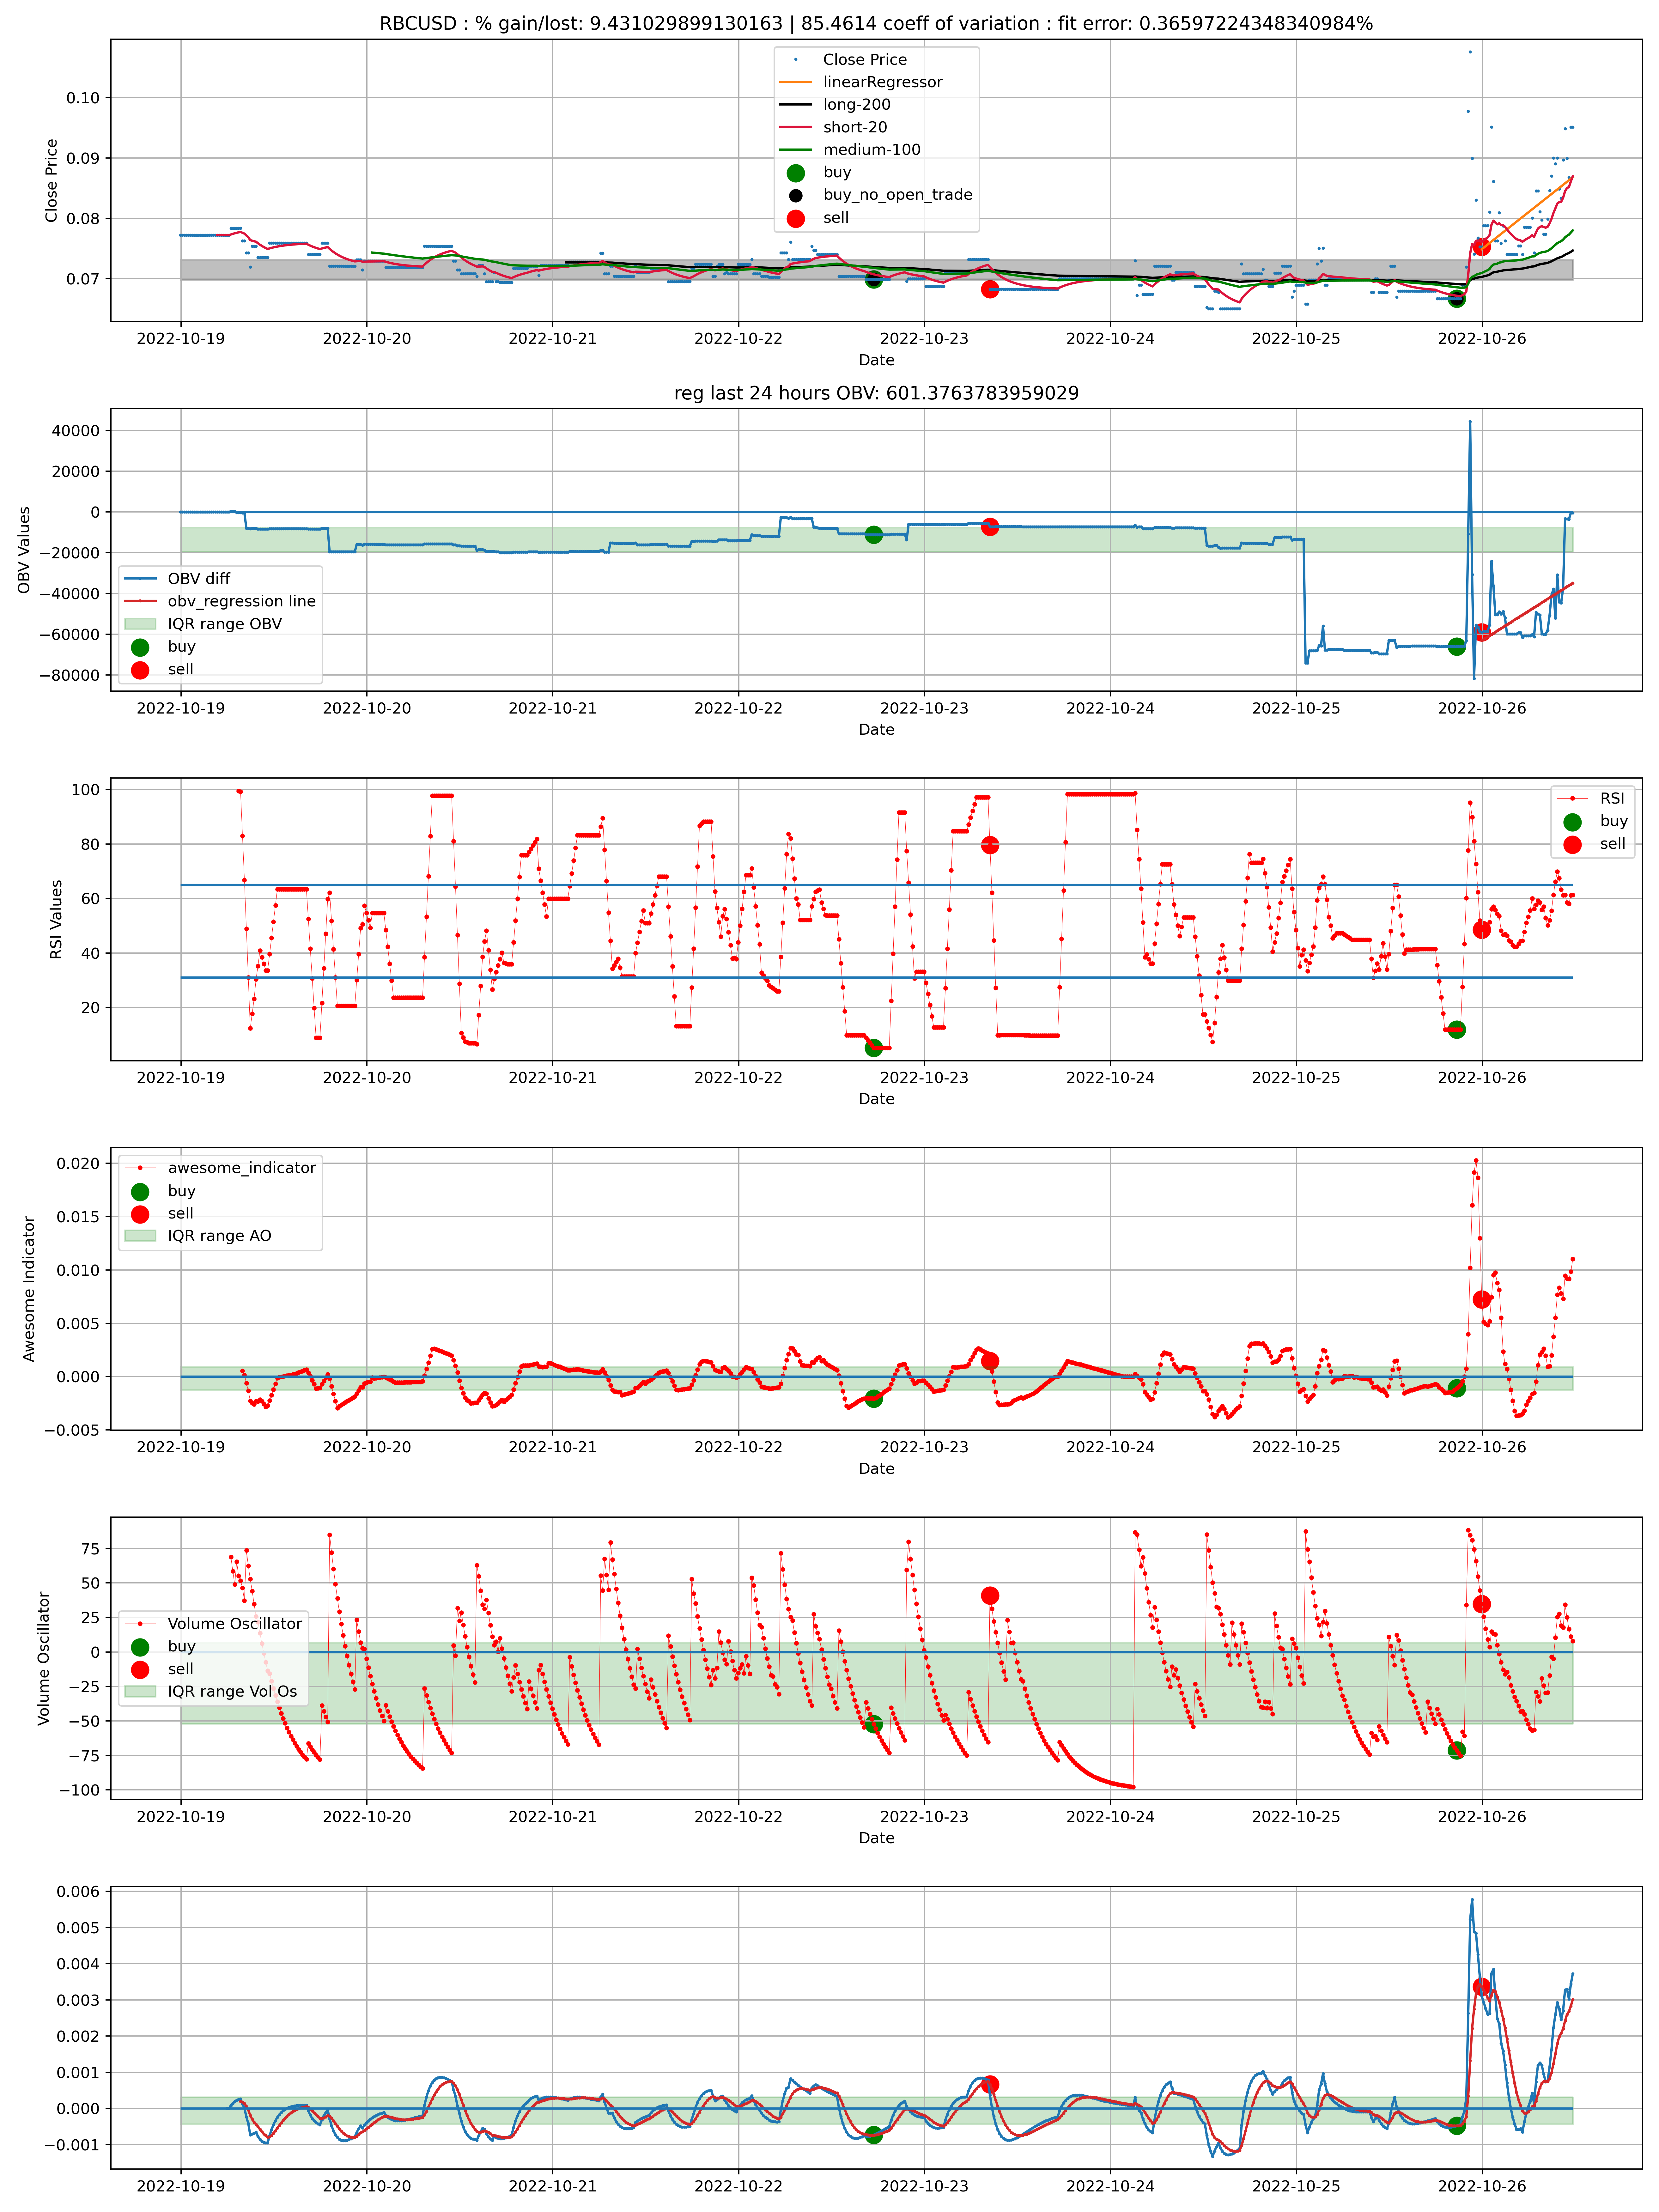 RBCUSD : % gain/lost: 9.431029899130163 | 85.4614 coeff of variation : fit error: 0.36597224348340984%
Close Price
linearRegressor
long-200
short-20
medium-100
buy
buy_no_open_trade
sell
0.10
0.09
0.08
0.07
Close Price
2022-10-19
2022-10-20
2022-10-21
2022-10-22
2022-10-23
2022-10-24
2022-10-25
2022-10-26
Date
reg last 24 hours OBV: 601.3763783959029
40000
20000
0
−20000
−40000
−60000
−80000
OBV Values
OBV diff
obv_regression line
IQR range OBV
buy
sell
2022-10-19
2022-10-20
2022-10-21
2022-10-22
2022-10-23
2022-10-24
2022-10-25
2022-10-26
Date
100
80
60
40
20
RSI Values
RSI
buy
sell
2022-10-19
2022-10-20
2022-10-21
2022-10-22
2022-10-23
2022-10-24
2022-10-25
2022-10-26
Date
0.020
0.015
0.010
0.005
0.000
−0.005
Awesome Indicator
awesome_indicator
buy
sell
IQR range AO
2022-10-19
2022-10-20
2022-10-21
2022-10-22
2022-10-23
2022-10-24
2022-10-25
2022-10-26
Date
75
50
25
0
−25
−50
−75
−100
Volume Oscillator
Volume Oscillator
buy
sell
IQR range Vol Os
2022-10-19
2022-10-20
2022-10-21
2022-10-22
2022-10-23
2022-10-24
2022-10-25
2022-10-26
Date
0.006
0.005
0.004
0.003
0.002
0.001
0.000
−0.001
2022-10-19
2022-10-20
2022-10-21
2022-10-22
2022-10-23
2022-10-24
2022-10-25
2022-10-26